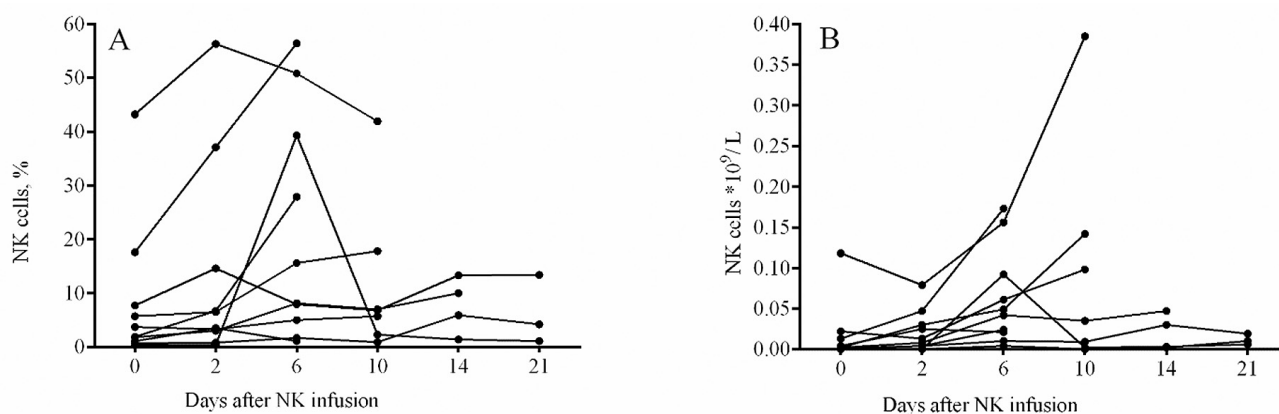 A
60
50
40
30
20
10
0
NK cells, %
0 2 6 10 14 21
Days after NK infusion
B
0.40
0.35
0.30
0.25
0.20
0.15
0.10
0.05
0.00
NK cells *10⁹/ L
0 2 6 10 14 21
Days after NK infusion